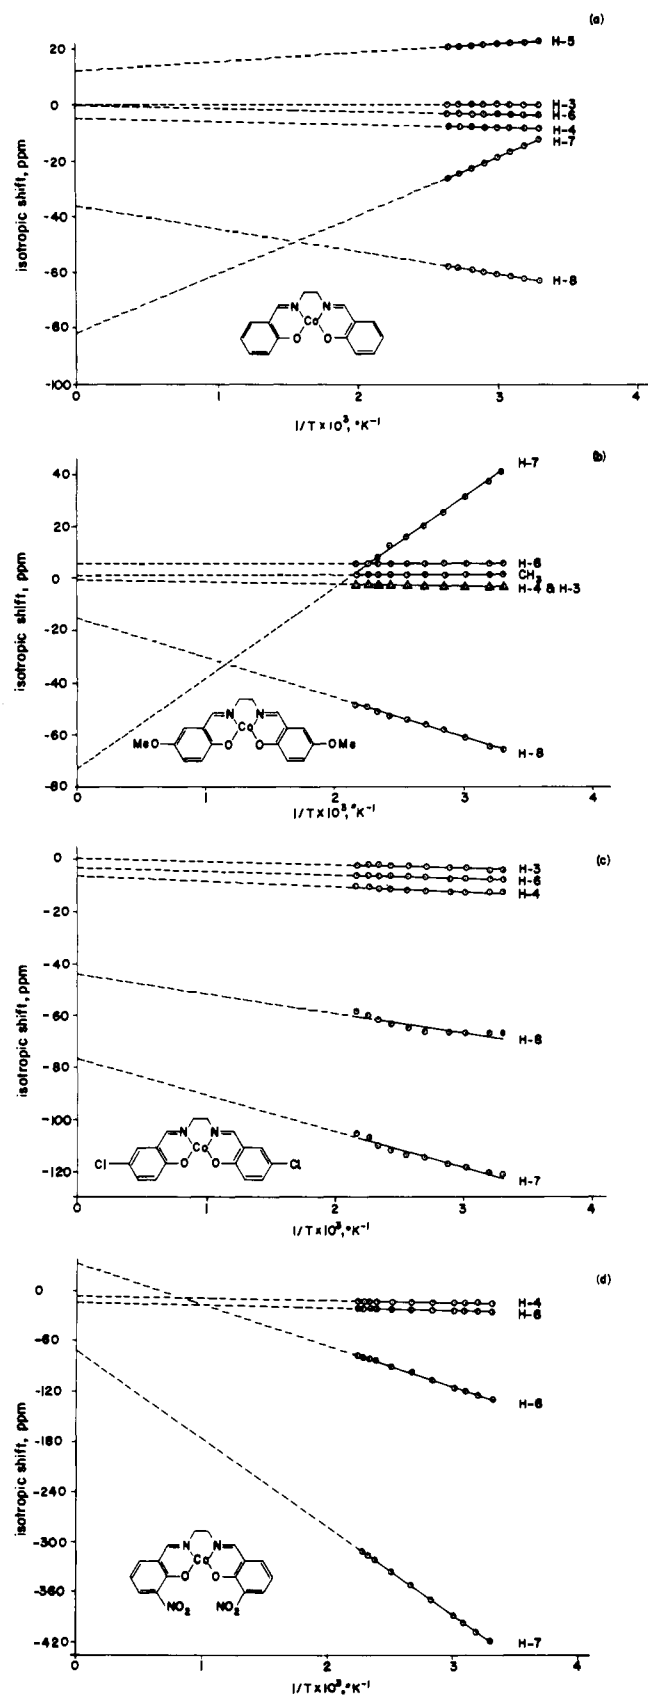 (a)
20
0
-20
-40
-60
-80
-100
isotropic shift, ppm
H-5
H-3
H-6
H-4
H-7
H-8
N N
Co
O O
0 1 2 3 4
1/T×10³, °K⁻¹
(b)
40
20
0
-20
-40
-60
-80
isotropic shift, ppm
H-7
H-6
CH3
H-4 & H-3
H-8
N N
Co
MeO O O OMe
0 1 2 3 4
1/T×10³, °K⁻¹
(c)
0
-20
-40
-60
-80
-100
-120
isotropic shift, ppm
H-3
H-6
H-4
H-8
H-7
N N
Co
Cl O O Cl
0 1 2 3 4
1/T×10³, °K⁻¹
(d)
0
-60
-120
-180
-240
-300
-360
-420
isotropic shift, ppm
H-4
H-6
H-6
H-7
N N
Co
O O
NO₂ NO₂
0 1 2 3 4
1/T×10³, °K⁻¹